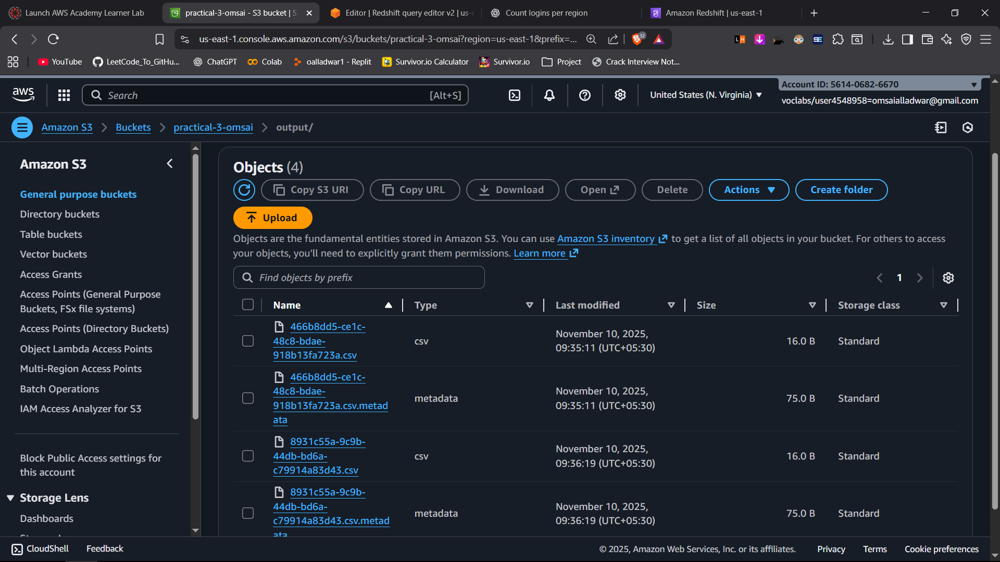 Launch AWS Academy Learner Lab
practical-3-omsai - S3 bucket | S
Editor | Redshift query editor v2 | us-e
Count logins per region
Amazon Redshift | us-east-1
us-east-1.console.aws.amazon.com/s3/buckets/practical-3-omsai?region=us-east-1&prefix=...
32
LH
SE
YouTube
LeetCode_To_GitHu...
ChatGPT
Colab
oalladwar1 - Replit
Survivor.io Calculator
Survivor.io
Project
Crack Interview Not...
aws
Search
[Alt+S]
United States (N. Virginia)
Account ID: 5614-0682-6670
voclabs/user4548958=omsaialladwar@gmail.com
Amazon S3
Buckets
practical-3-omsai
output/
Amazon S3
General purpose buckets
Directory buckets
Table buckets
Vector buckets
Access Grants
Access Points (General Purpose
Buckets, FSx file systems)
Access Points (Directory Buckets)
Object Lambda Access Points
Multi-Region Access Points
Batch Operations
IAM Access Analyzer for S3
Block Public Access settings for
this account
Storage Lens
Dashboards
Objects (4)
Copy S3 URI
Copy URL
Download
Open
Delete
Actions
Create folder
Upload
Objects are the fundamental entities stored in Amazon S3. You can use Amazon S3 inventory to get a list of all objects in your bucket. For others to access
your objects, you'll need to explicitly grant them permissions. Learn more
Find objects by prefix
1
Name
Type
Last modified
Size
Storage class
466b8dd5-ce1c-
48c8-bdae-
918b13fa723a.csv
csv
November 10, 2025,
09:35:11 (UTC+05:30)
16.0 B
Standard
466b8dd5-ce1c-
48c8-bdae-
918b13fa723a.csv.metad
ata
metadata
November 10, 2025,
09:35:11 (UTC+05:30)
75.0 B
Standard
8931c55a-9c9b-
44db-bd6a-
c79914a83d43.csv
csv
November 10, 2025,
09:36:19 (UTC+05:30)
16.0 B
Standard
8931c55a-9c9b-
44db-bd6a-
c79914a83d43.csv.metad
ata
metadata
November 10, 2025,
09:36:19 (UTC+05:30)
75.0 B
Standard
CloudShell
Feedback
© 2025, Amazon Web Services, Inc. or its affiliates.
Privacy
Terms
Cookie preferences